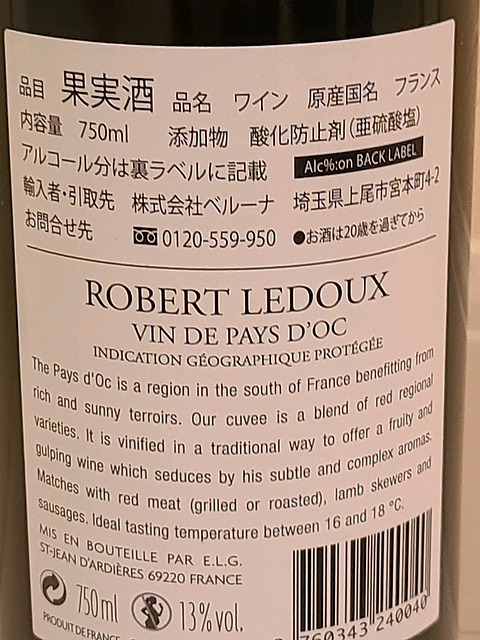 品目 果実酒 品名 ワイン 原産国名 フランス
内容量 750ml 添加物 酸化防止剤(亜硫酸塩)
アルコール分は裏ラベルに記載 Alc%:on BACK LABEL
輸入者・引取先 株式会社ベルーナ 埼玉県上尾市宮本町4-2
お問合せ先 0120-559-950 ●お酒は20歳を過ぎてから
ROBERT LEDOUX
VIN DE PAYS D'OC
INDICATION GÉOGRAPHIQUE PROTÉGÉE
The Pays d'Oc is a region in the south of France benefitting from
rich and sunny terroirs. Our cuvee is a blend of red regional
varieties. It is vinified in a traditional way to offer a fruity and
gulping wine which seduces by his subtle and complex aromas.
Matches with red meat (grilled or roasted), lamb skewers and
sausages. Ideal tasting temperature between 16 and 18 °C.
MIS EN BOUTEILLE PAR E.L.G.
ST-JEAN D'ARDIÈRES 69220 FRANCE
750ml 13%vol.
PRODUIT DE FRANCE
760343 240040